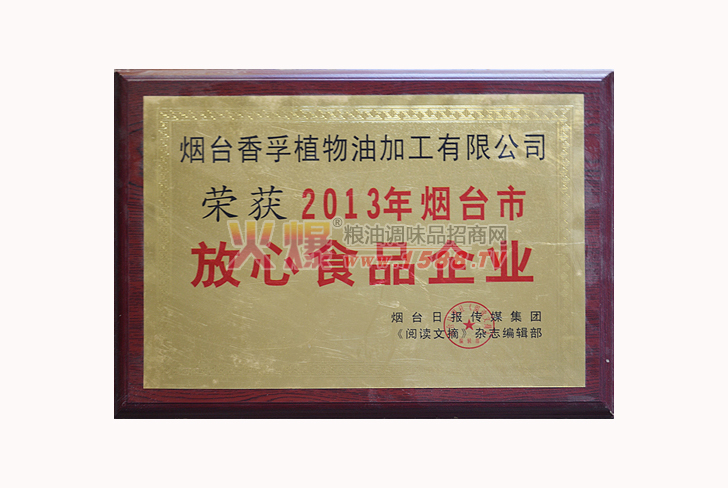 烟台香孚植物油加工有限公司
荣获 2013年烟台市
火爆®粮油调味品招商网
www.1588.TV
放心食品企业
烟台日报传媒集团
《阅读文摘》杂志编辑部